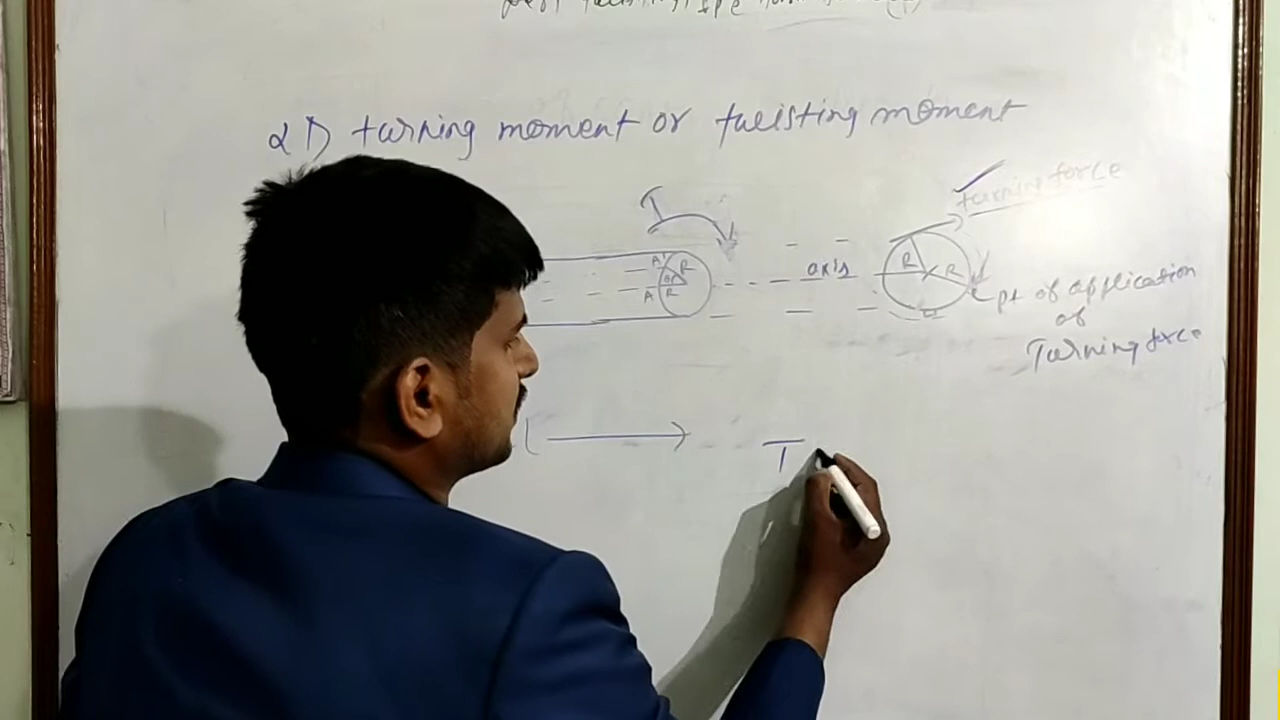 2) turning moment or twisting moment
T
turning force
A' R
A R
axis
R R
pt of application
of
Turning force
l
T